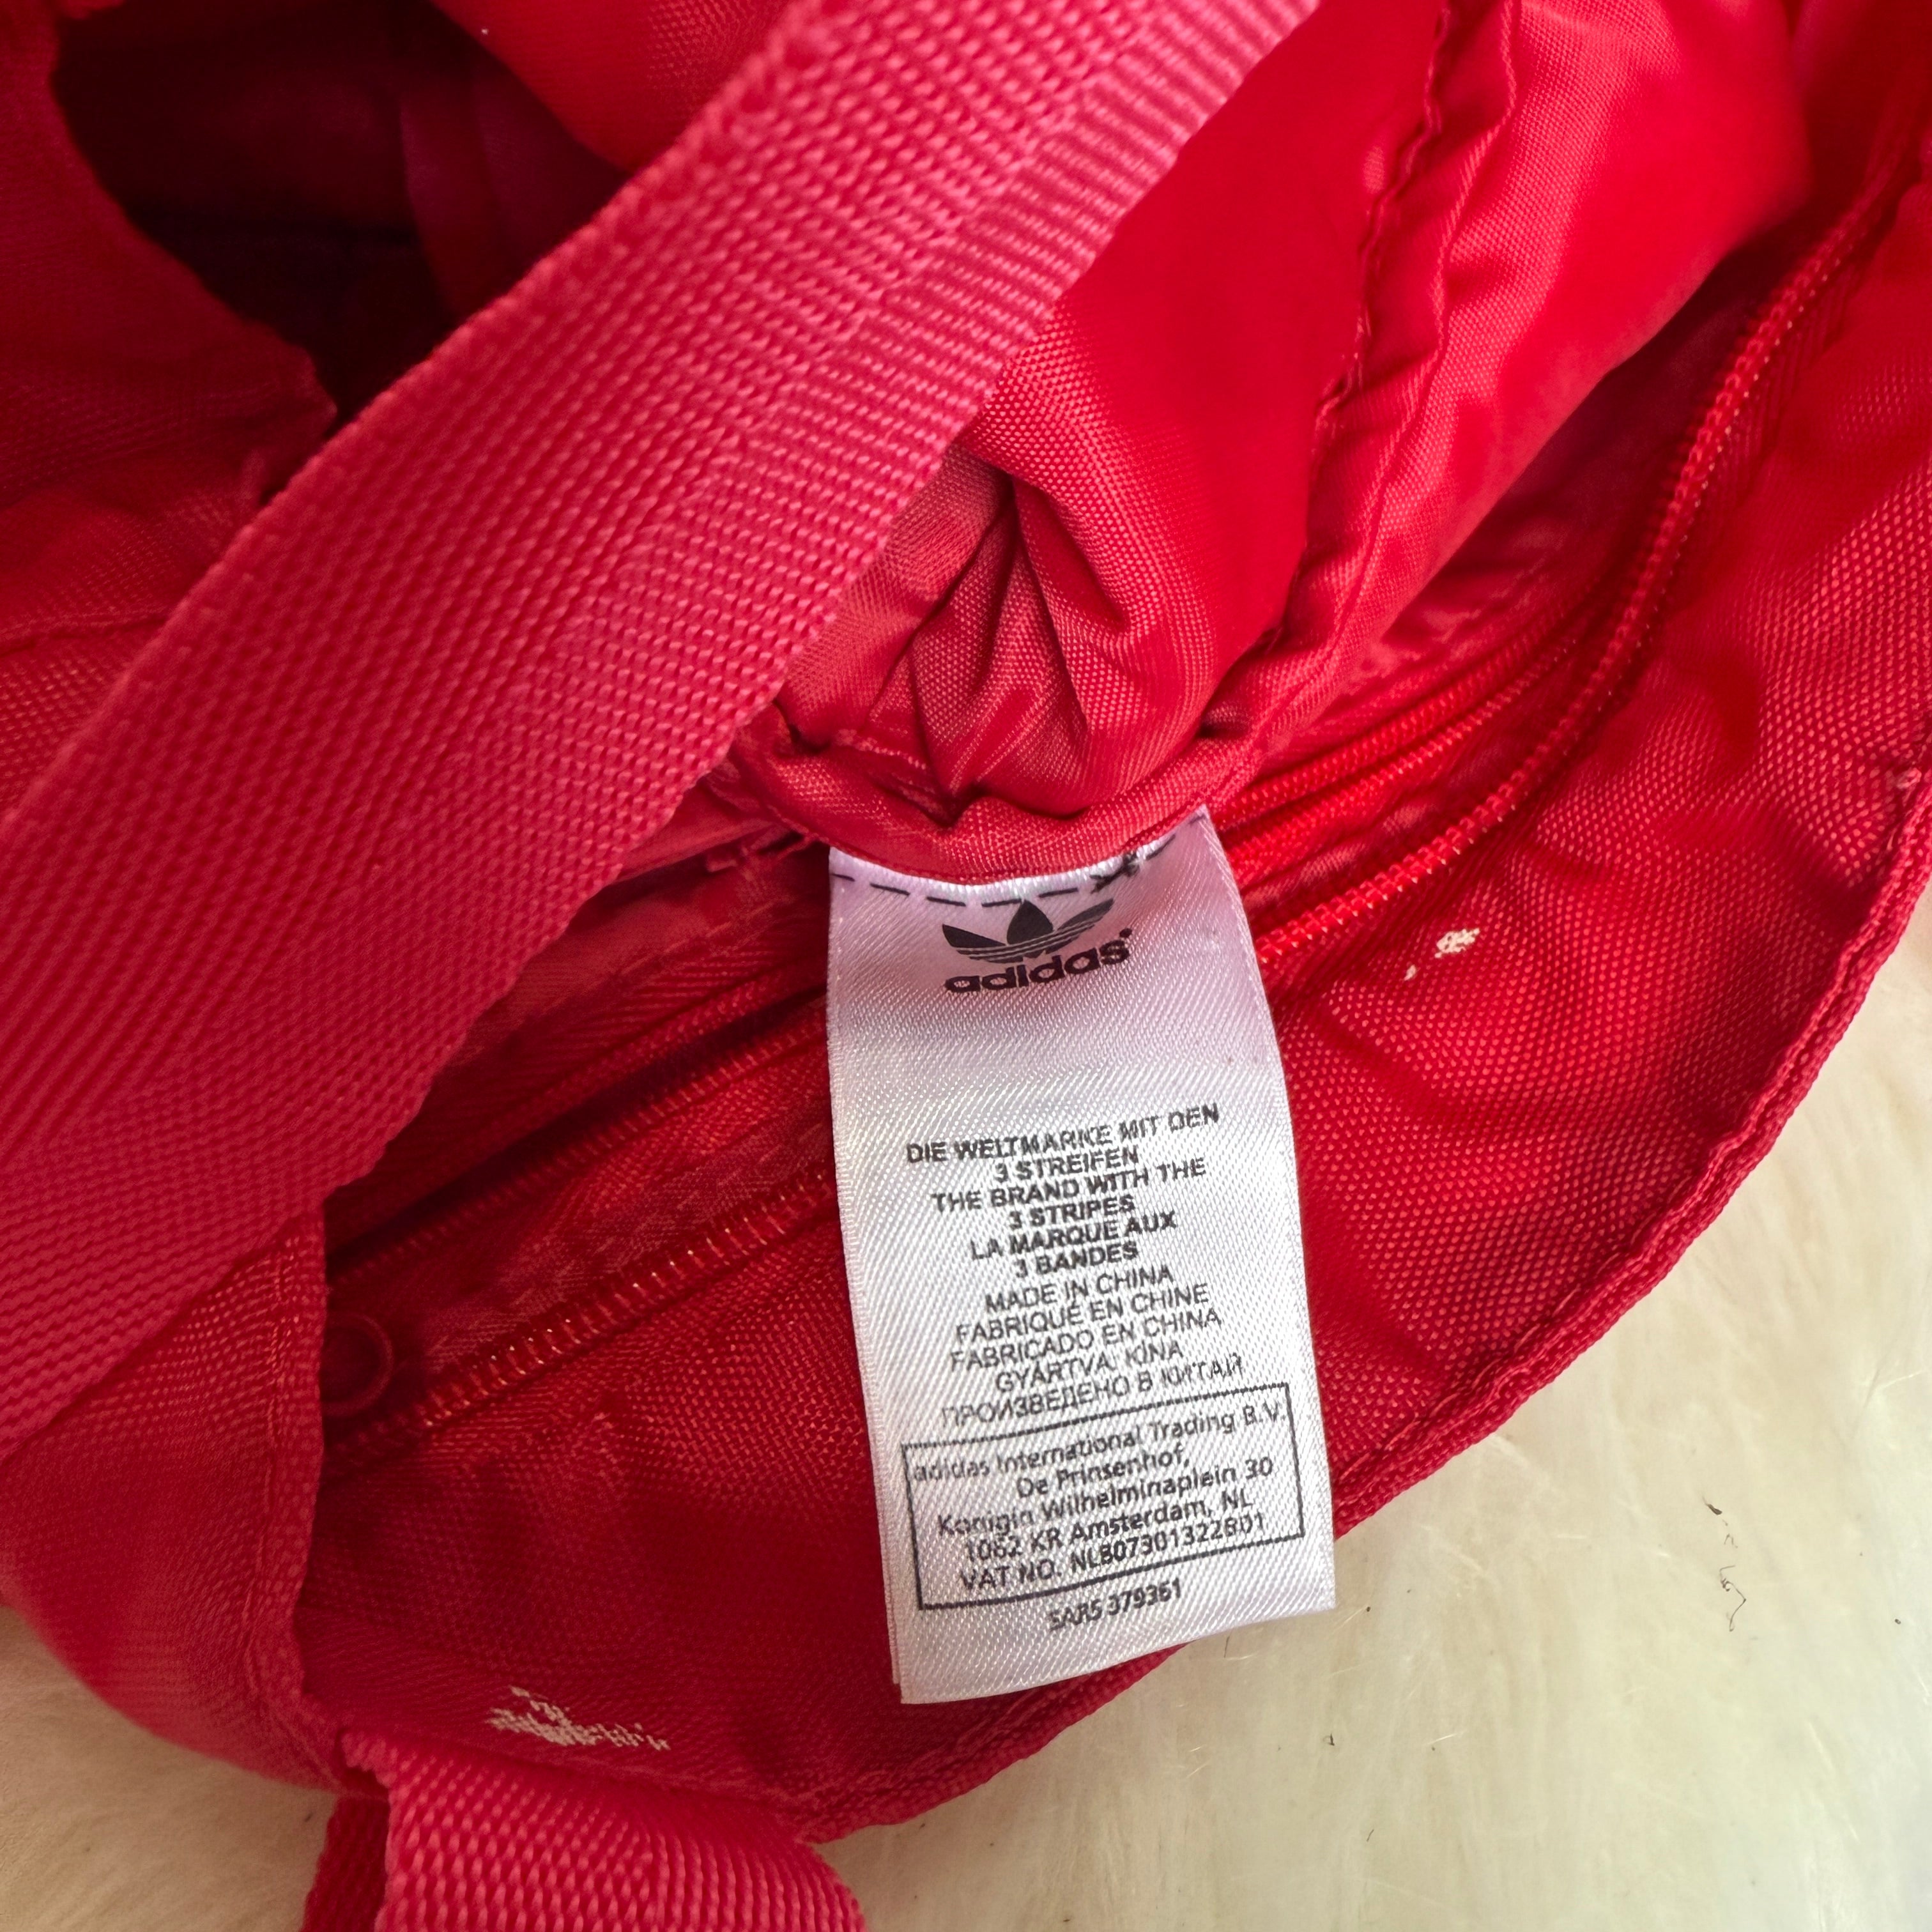 adidas
DIE WELTMARKE MIT DEN
3 STREIFEN
THE BRAND WITH THE
3 STRIPES
LA MARQUE AUX
3 BANDES
MADE IN CHINA
FABRIQUÉ EN CHINE
FABRICADO EN CHINA
GYÁRTVA: KÍNA
ПРОИЗВЕДЕНО В КИТАЙ
adidas International Trading B.V.
De Prinsenhof,
Konigin Wilhelminaplein 30
1062 KR Amsterdam, NL
VAT NO. NL807301322B01
SARS 379361